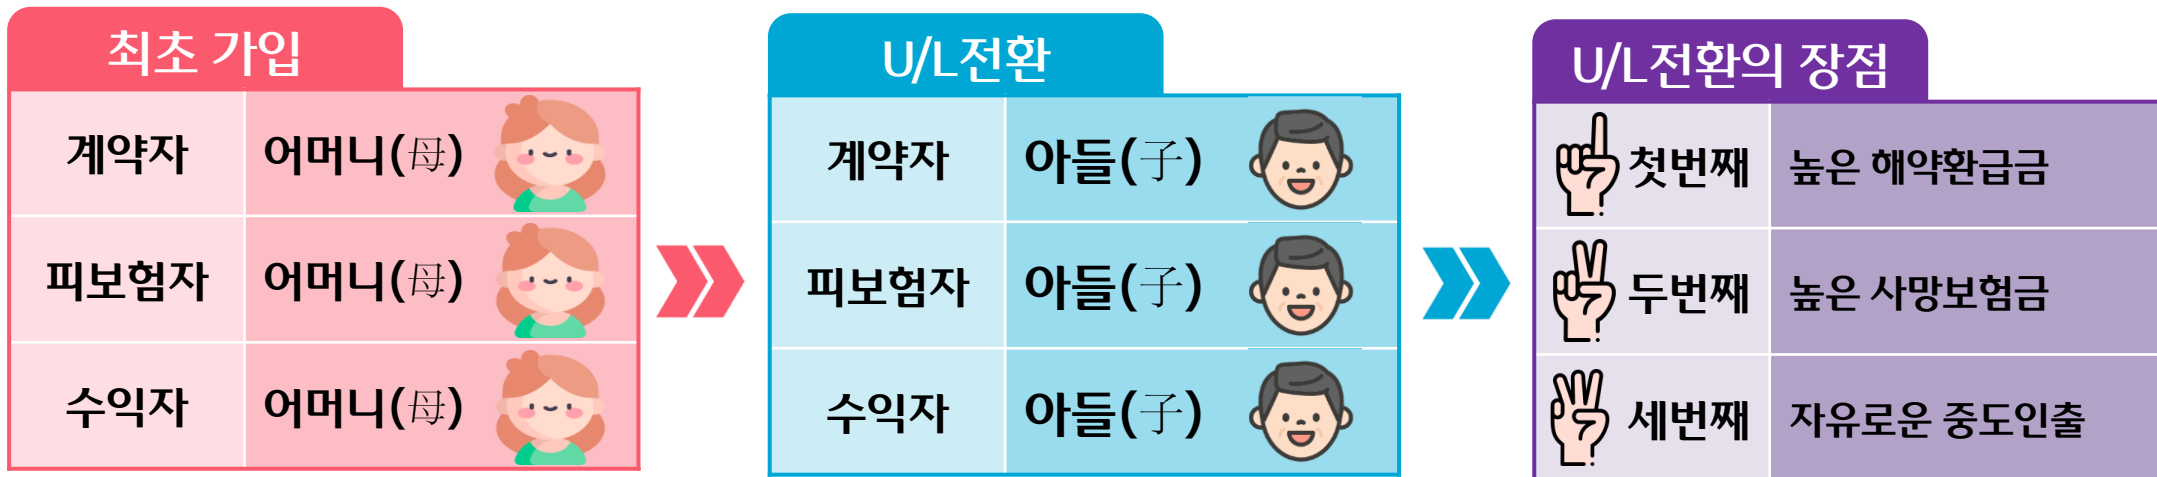 최초 가입
계약자 어머니(母)
피보험자 어머니(母)
수익자 어머니(母)
U/L전환
계약자 아들(子)
피보험자 아들(子)
수익자 아들(子)
U/L전환의 장점
첫번째 높은 해약환급금
두번째 높은 사망보험금
세번째 자유로운 중도인출